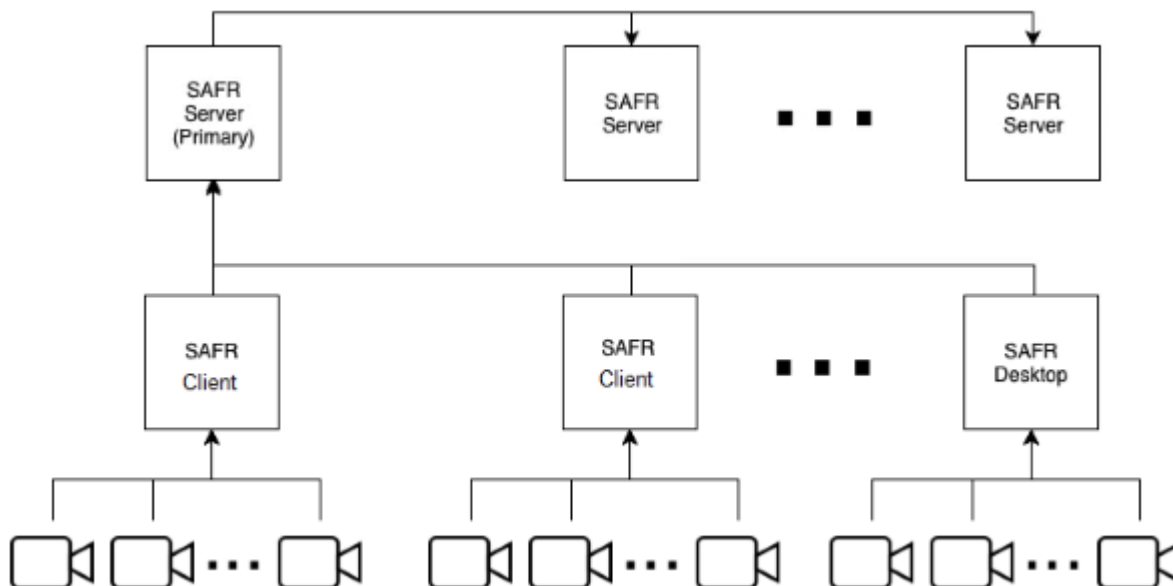 SAFR
Server
(Primary)
SAFR
Server
SAFR
Server
SAFR
Client
SAFR
Client
SAFR
Desktop